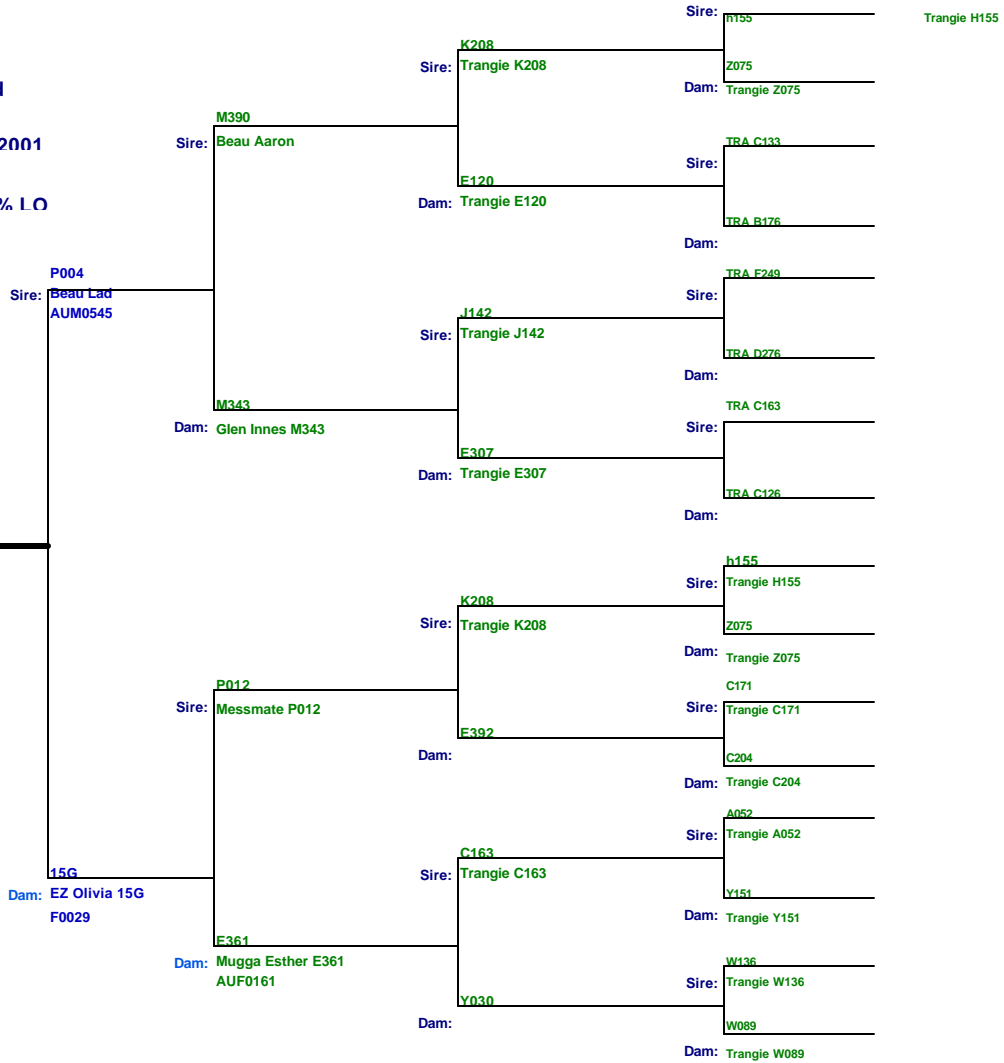 Sire:
h155
Trangie H155
K208
Sire:
Trangie K208
Z075
Dam:
Trangie Z075
M390
Sire:
Beau Aaron
2001
TRA C133
Sire:
E120
Dam:
Trangie E120
% LO
TRA B176
Dam:
P004
Sire:
Beau Lad
AUM0545
TRA F249
Sire:
J142
Sire:
Trangie J142
TRA D276
Dam:
M343
Dam:
Glen Innes M343
TRA C163
Sire:
E307
Dam:
Trangie E307
TRA C126
Dam:
h155
Sire:
Trangie H155
K208
Sire:
Trangie K208
Z075
Dam:
Trangie Z075
P012
Sire:
Messmate P012
C171
Sire:
Trangie C171
E392
Dam:
C204
Dam:
Trangie C204
A052
Sire:
Trangie A052
C163
Sire:
Trangie C163
15G
Dam:
EZ Olivia 15G
F0029
Y151
Dam:
Trangie Y151
E361
Dam:
Mugga Esther E361
AUF0161
W136
Sire:
Trangie W136
Y030
Dam:
W089
Dam:
Trangie W089